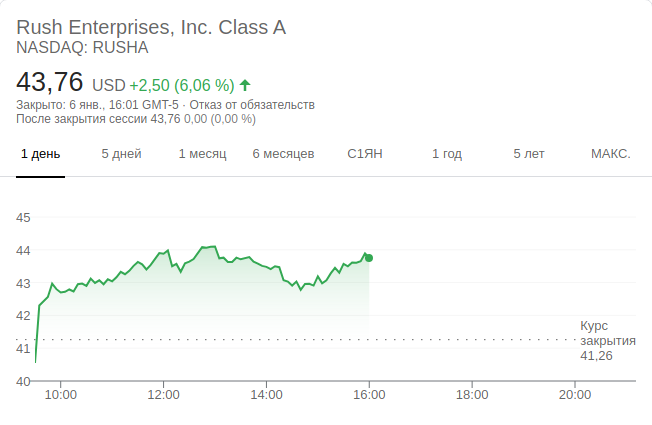 Rush Enterprises, Inc. Class A
NASDAQ: RUSHA
43,76 USD +2,50 (6,06 %)
Закрыто: 6 янв., 16:01 GMT-5 · Отказ от обязательств
После закрытия сессии 43,76 0,00 (0,00 %)
1 день 5 дней 1 месяц 6 месяцев С1ЯН 1 год 5 лет МАКС.
45
44
43
42
Курс
закрытия
41,26
41
40
10:00 12:00 14:00 16:00 18:00 20:00